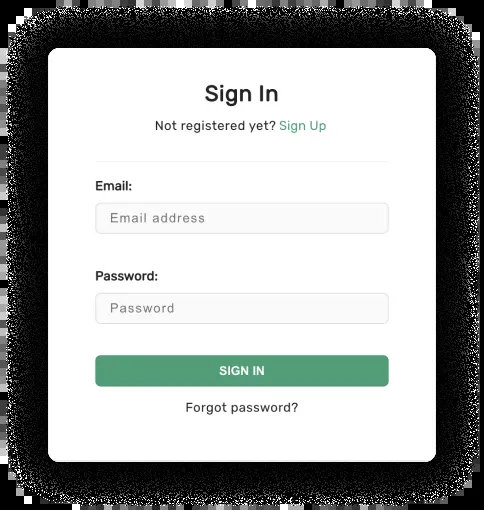 Sign In
Not registered yet? Sign Up
Email:
Email address
Password:
Password
SIGN IN
Forgot password?